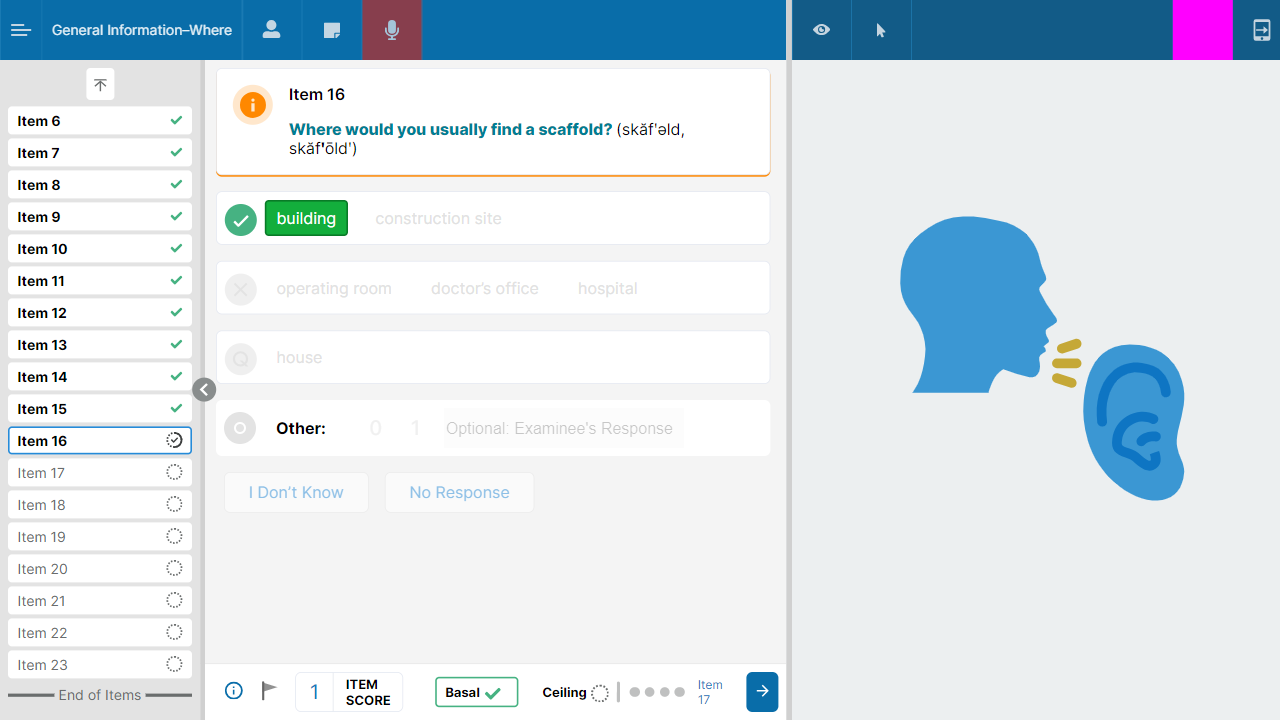 General Information–Where
Item 6
Item 7
Item 8
Item 9
Item 10
Item 11
Item 12
Item 13
Item 14
Item 15
Item 16
Item 17
Item 18
Item 19
Item 20
Item 21
Item 22
Item 23
End of Items
Item 16
Where would you usually find a scaffold? (skăf'əld,
skăf'ōld')
building construction site
operating room doctor's office hospital
Q house
O Other: 0 1 Optional: Examinee's Response
I Don't Know No Response
1 ITEM
SCORE
Basal
Ceiling
Item
17